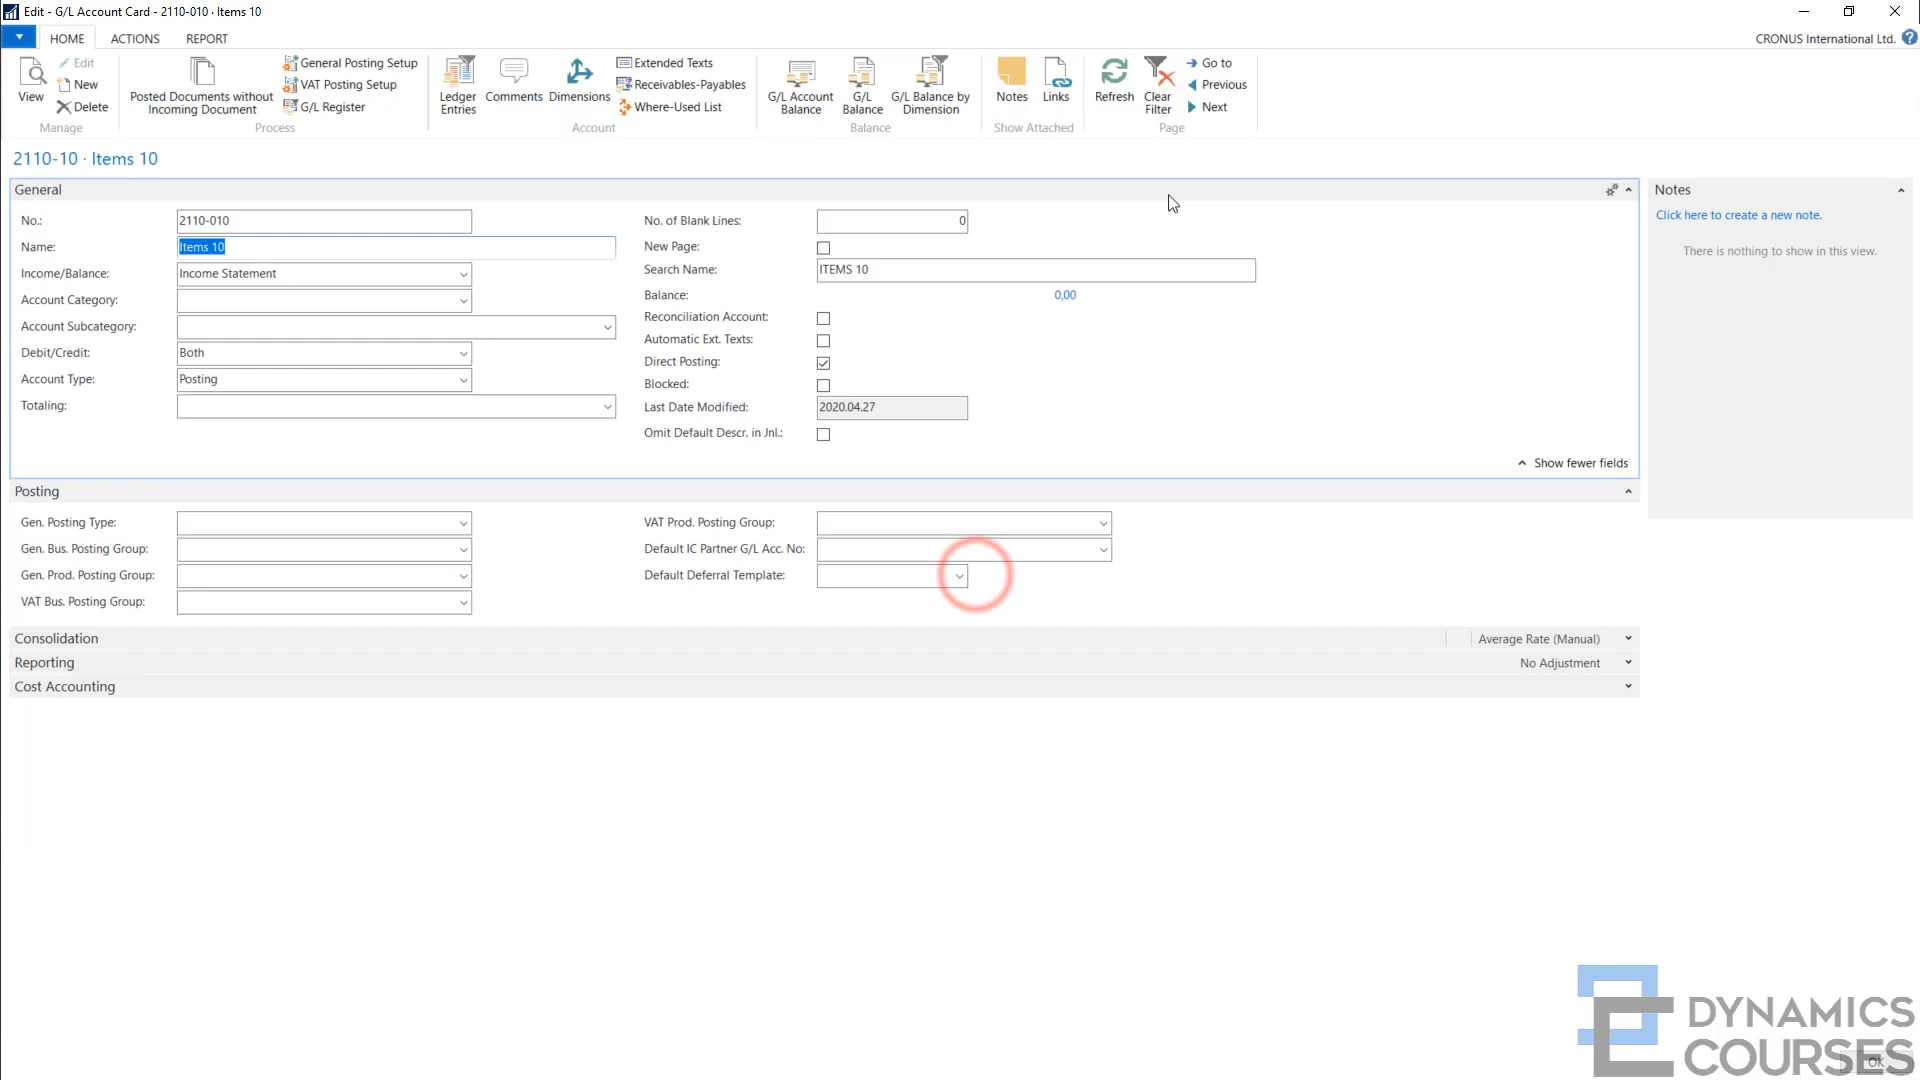 Edit - G/L Account Card - 2110-010 · Items 10
HOME ACTIONS REPORT
CRONUS International Ltd.
View
Edit
New
Delete
Manage
Posted Documents without Incoming Document
General Posting Setup
VAT Posting Setup
G/L Register
Process
Ledger Entries
Comments
Dimensions
Extended Texts
Receivables-Payables
Where-Used List
Account
G/L Account Balance
G/L Balance
G/L Balance by Dimension
Balance
Notes
Links
Show Attached
Refresh
Clear Filter
Go to
Previous
Next
Page
2110-10 · Items 10
General
No.: 2110-010
Name: Items 10
Income/Balance: Income Statement
Account Category:
Account Subcategory:
Debit/Credit: Both
Account Type: Posting
Totaling:
No. of Blank Lines: 0
New Page:
Search Name: ITEMS 10
Balance: 0,00
Reconciliation Account:
Automatic Ext. Texts:
Direct Posting:
Blocked:
Last Date Modified: 2020.04.27
Omit Default Descr. in Jnl.:
Show fewer fields
Posting
Gen. Posting Type:
Gen. Bus. Posting Group:
Gen. Prod. Posting Group:
VAT Bus. Posting Group:
VAT Prod. Posting Group:
Default IC Partner G/L Acc. No:
Default Deferral Template:
Consolidation Average Rate (Manual)
Reporting No Adjustment
Cost Accounting
Notes
Click here to create a new note.
There is nothing to show in this view.
DYNAMICS
COURSES
OK